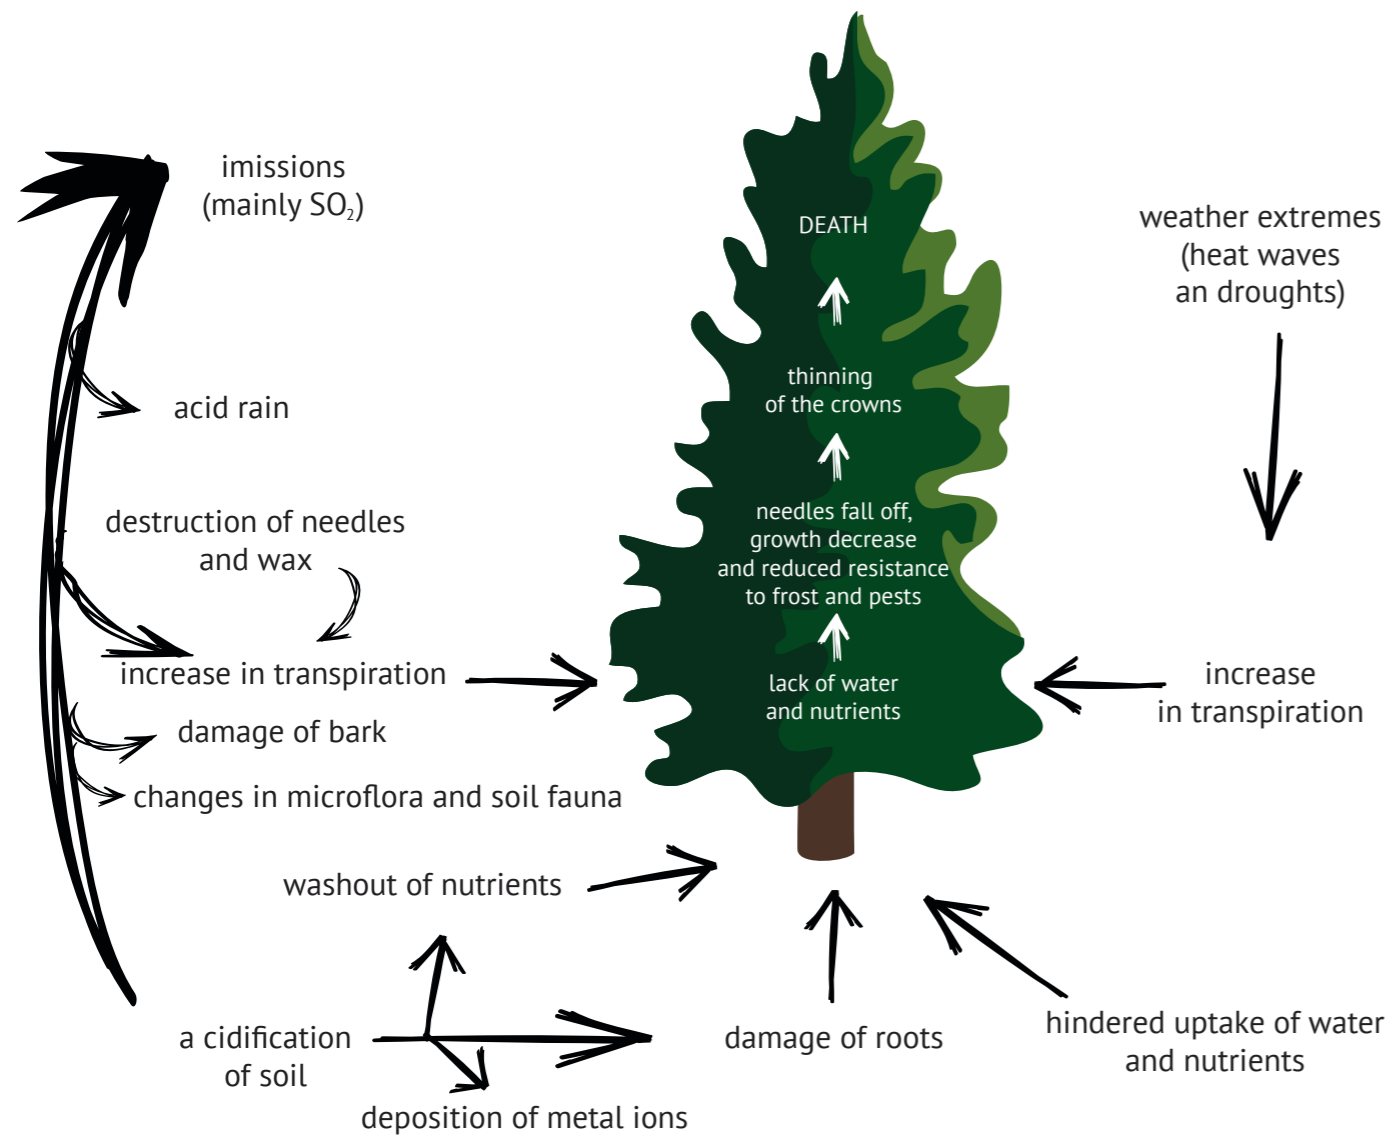 imissions
(mainly SO₂)
acid rain
destruction of needles
and wax
increase in transpiration
damage of bark
changes in microflora and soil fauna
washout of nutrients
a cidification
of soil
deposition of metal ions
DEATH
thinning
of the crowns
needles fall off,
growth decrease
and reduced resistance
to frost and pests
lack of water
and nutrients
damage of roots
weather extremes
(heat waves
an droughts)
increase
in transpiration
hindered uptake of water
and nutrients